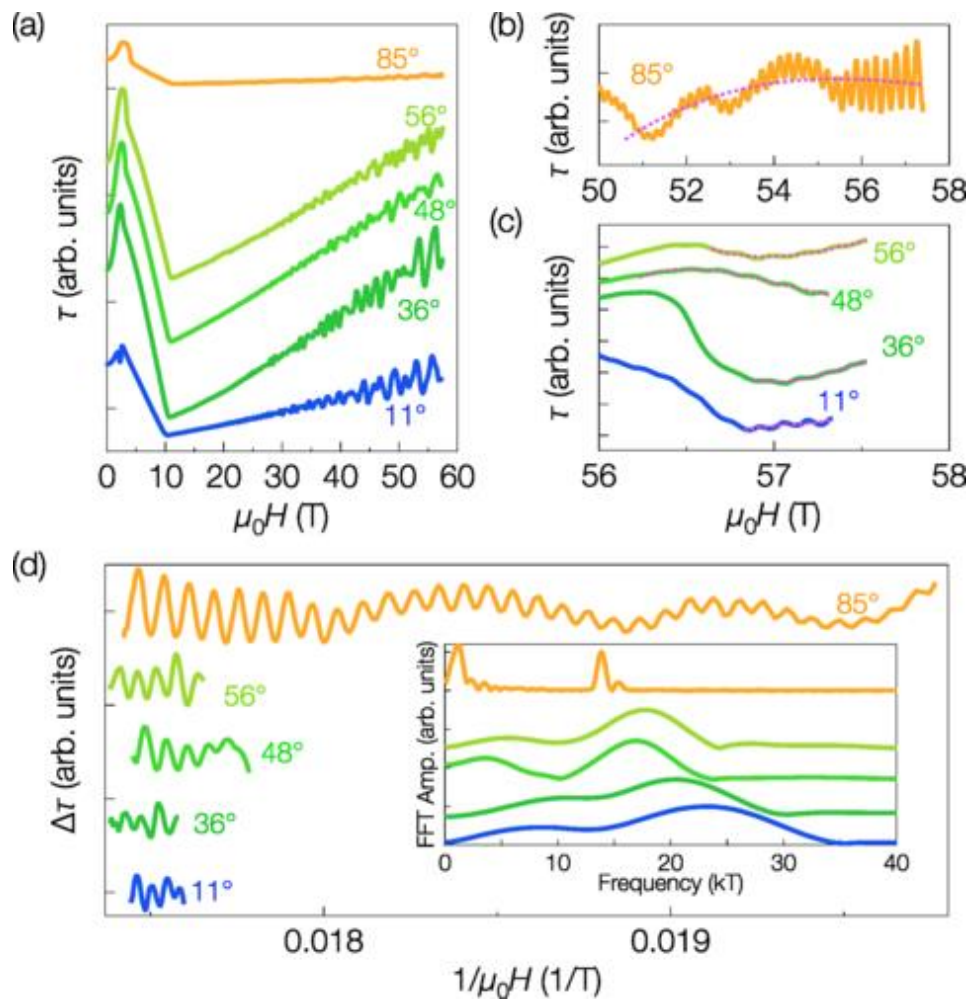 (a)
85°
56°
48°
36°
11°
τ (arb. units)
0 10 20 30 40 50 60
μ₀H (T)
(b)
85°
τ (arb. units)
50 52 54 56 58
(c)
56°
48°
36°
11°
τ (arb. units)
56 57 58
μ₀H (T)
(d)
85°
56°
48°
36°
11°
Δτ (arb. units)
FFT Amp. (arb. units)
0 10 20 30 40
Frequency (kT)
0.018 0.019
1/μ₀H (1/T)